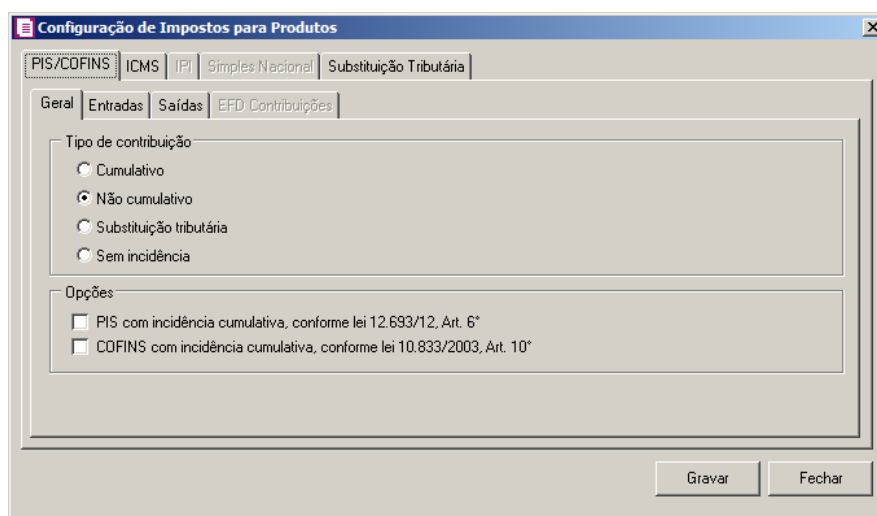 Configuração de Impostos para Produtos
PIS/COFINS ICMS IPI Simples Nacional Substituição Tributária
Geral Entradas Saídas EFD Contribuições
Tipo de contribuição
Cumulativo
Não cumulativo
Substituição tributária
Sem incidência
Opções
PIS com incidência cumulativa, conforme lei 12.693/12, Art. 6°
COFINS com incidência cumulativa, conforme lei 10.833/2003, Art. 10°
Gravar Fechar